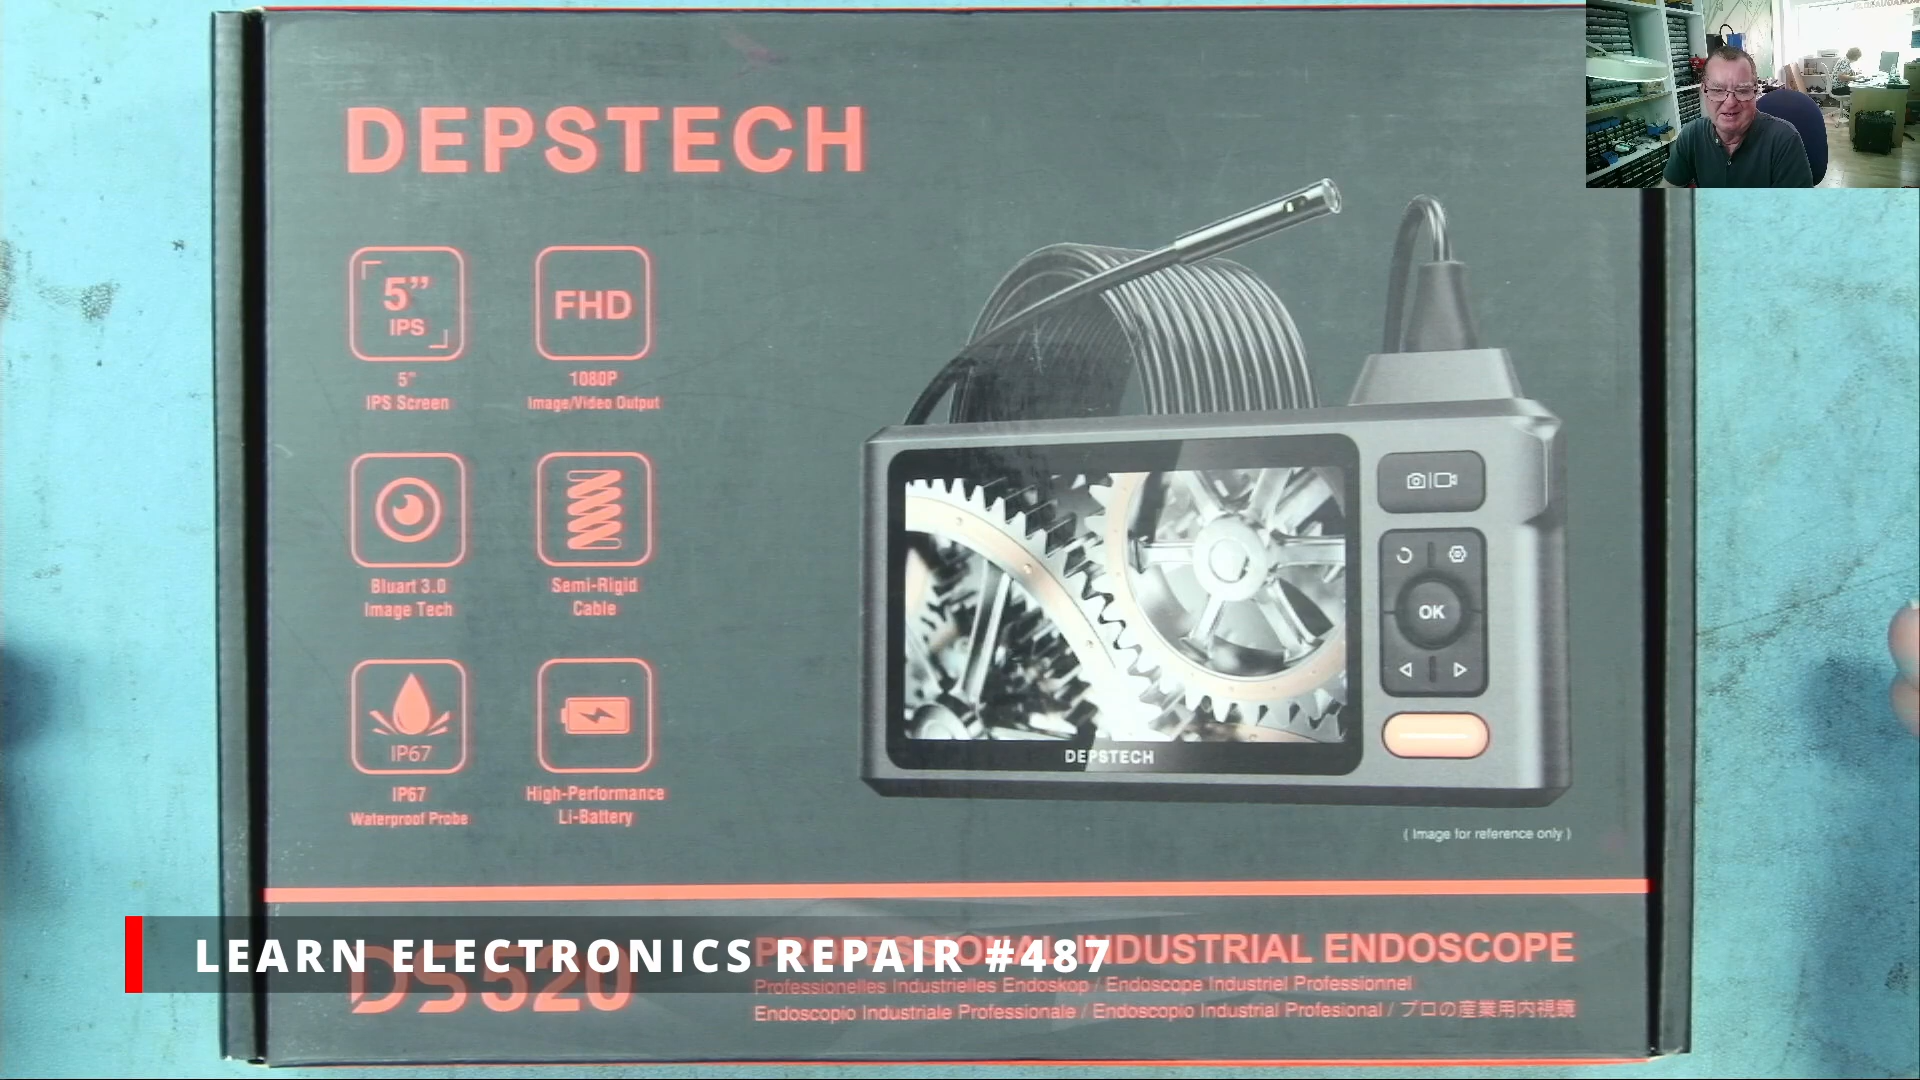 DEPSTECH
5”
IPS
5"
IPS Screen
FHD
1080P
Image/Video Output
Bluart 3.0
Image Tech
Semi-Rigid
Cable
IP67
IP67
Waterproof Probe
High-Performance
Li-Battery
OK
DEPSTECH
( Image for reference only )
LEARN ELECTRONICS REPAIR #487
DS520
PROFESSIONAL INDUSTRIAL ENDOSCOPE
Professionelles Industrielles Endoskop / Endoscope Industriel Professionnel
Endoscopio Industriale Professionale / Endoscopio Industrial Profesional / プロの産業用内視鏡